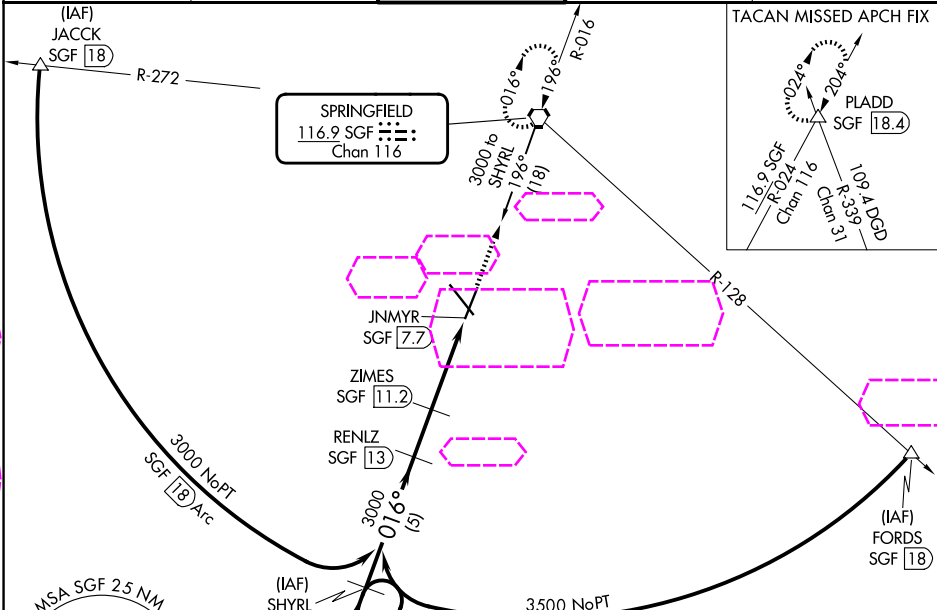 (IAF)
JACCK
SGF 18
R-272
SPRINGFIELD
116.9 SGF
Chan 116
R-016
016°
196°
3000 to
SHYRL
196°
(18)
TACAN MISSED APCH FIX
024°
204°
PLADD
SGF 18.4
116.9 SGF
R-024
Chan 116
109.4 DGD
R-339
Chan 31
R-128
JNMYR
SGF 7.7
ZIMES
SGF 11.2
RENLZ
SGF 13
3000 NoPT
SGF 18 Arc
3000
016°
(5)
(IAF)
FORDS
SGF 18
(IAF)
SHYRL
MSA SGF 25 NM
3500 NoPT